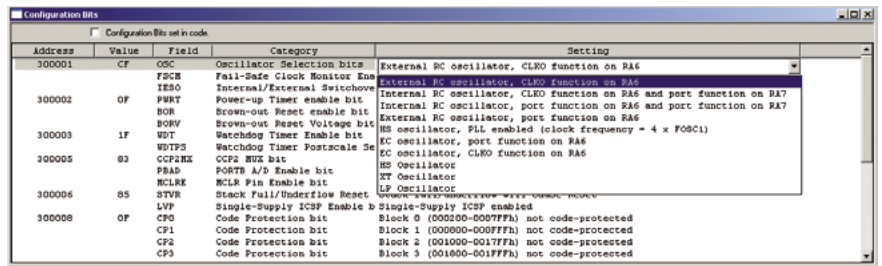 Configuration Bits
Configuration Bits set in code.
Address Value Field Category Setting
300001 CF OSC Oscillator Selection bits External RC oscillator, CLKO function on RA6
FSCM Fail-Safe Clock Monitor Ena
External RC oscillator, CLKO function on RA6
IESO Internal/External Switchove
Internal RC oscillator, CLKO function on RA6 and port function on RA7
300002 0F PWRT Power-up Timer enable bit
Internal RC oscillator, port function on RA6 and port function on RA7
BOR Brown-out Reset enable bit
External RC oscillator, port function on RA6
BORV Brown-out Reset Voltage bit
HS oscillator, PLL enabled (clock frequency = 4 x FOSC1)
300003 1F WDT Watchdog Timer Enable bit
EC oscillator, port function on RA6
WDTPS Watchdog Timer Postscale Se
EC oscillator, CLKO function on RA6
300005 83 CCP2MX CCP2 MUX bit
HS Oscillator
PBAD PORTB A/D Enable bit
XT Oscillator
MCLRE MCLR Pin Enable bit
LP Oscillator
300006 85 STVR Stack Full/Underflow Reset
LVP Single-Supply ICSP Enable b Single-Supply ICSP enabled
300008 0F CP0 Code Protection bit Block 0 (000200-0007FFh) not code-protected
CP1 Code Protection bit Block 1 (000800-000FFFh) not code-protected
CP2 Code Protection bit Block 2 (001000-0017FFh) not code-protected
CP3 Code Protection bit Block 3 (001800-001FFFh) not code-protected